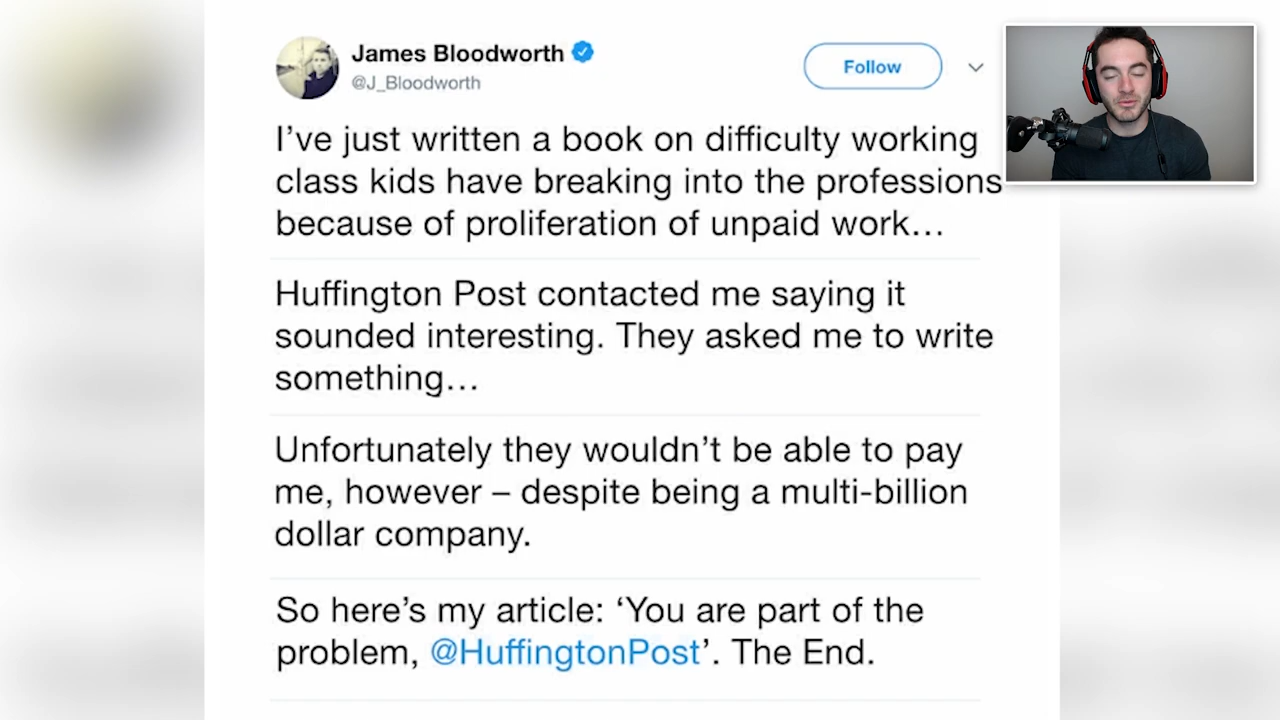 James Bloodworth
@J_Bloodworth
Follow
I’ve just written a book on difficulty working
class kids have breaking into the professions
because of proliferation of unpaid work…
Huffington Post contacted me saying it
sounded interesting. They asked me to write
something…
Unfortunately they wouldn’t be able to pay
me, however – despite being a multi-billion
dollar company.
So here’s my article: ‘You are part of the
problem, @HuffingtonPost’. The End.